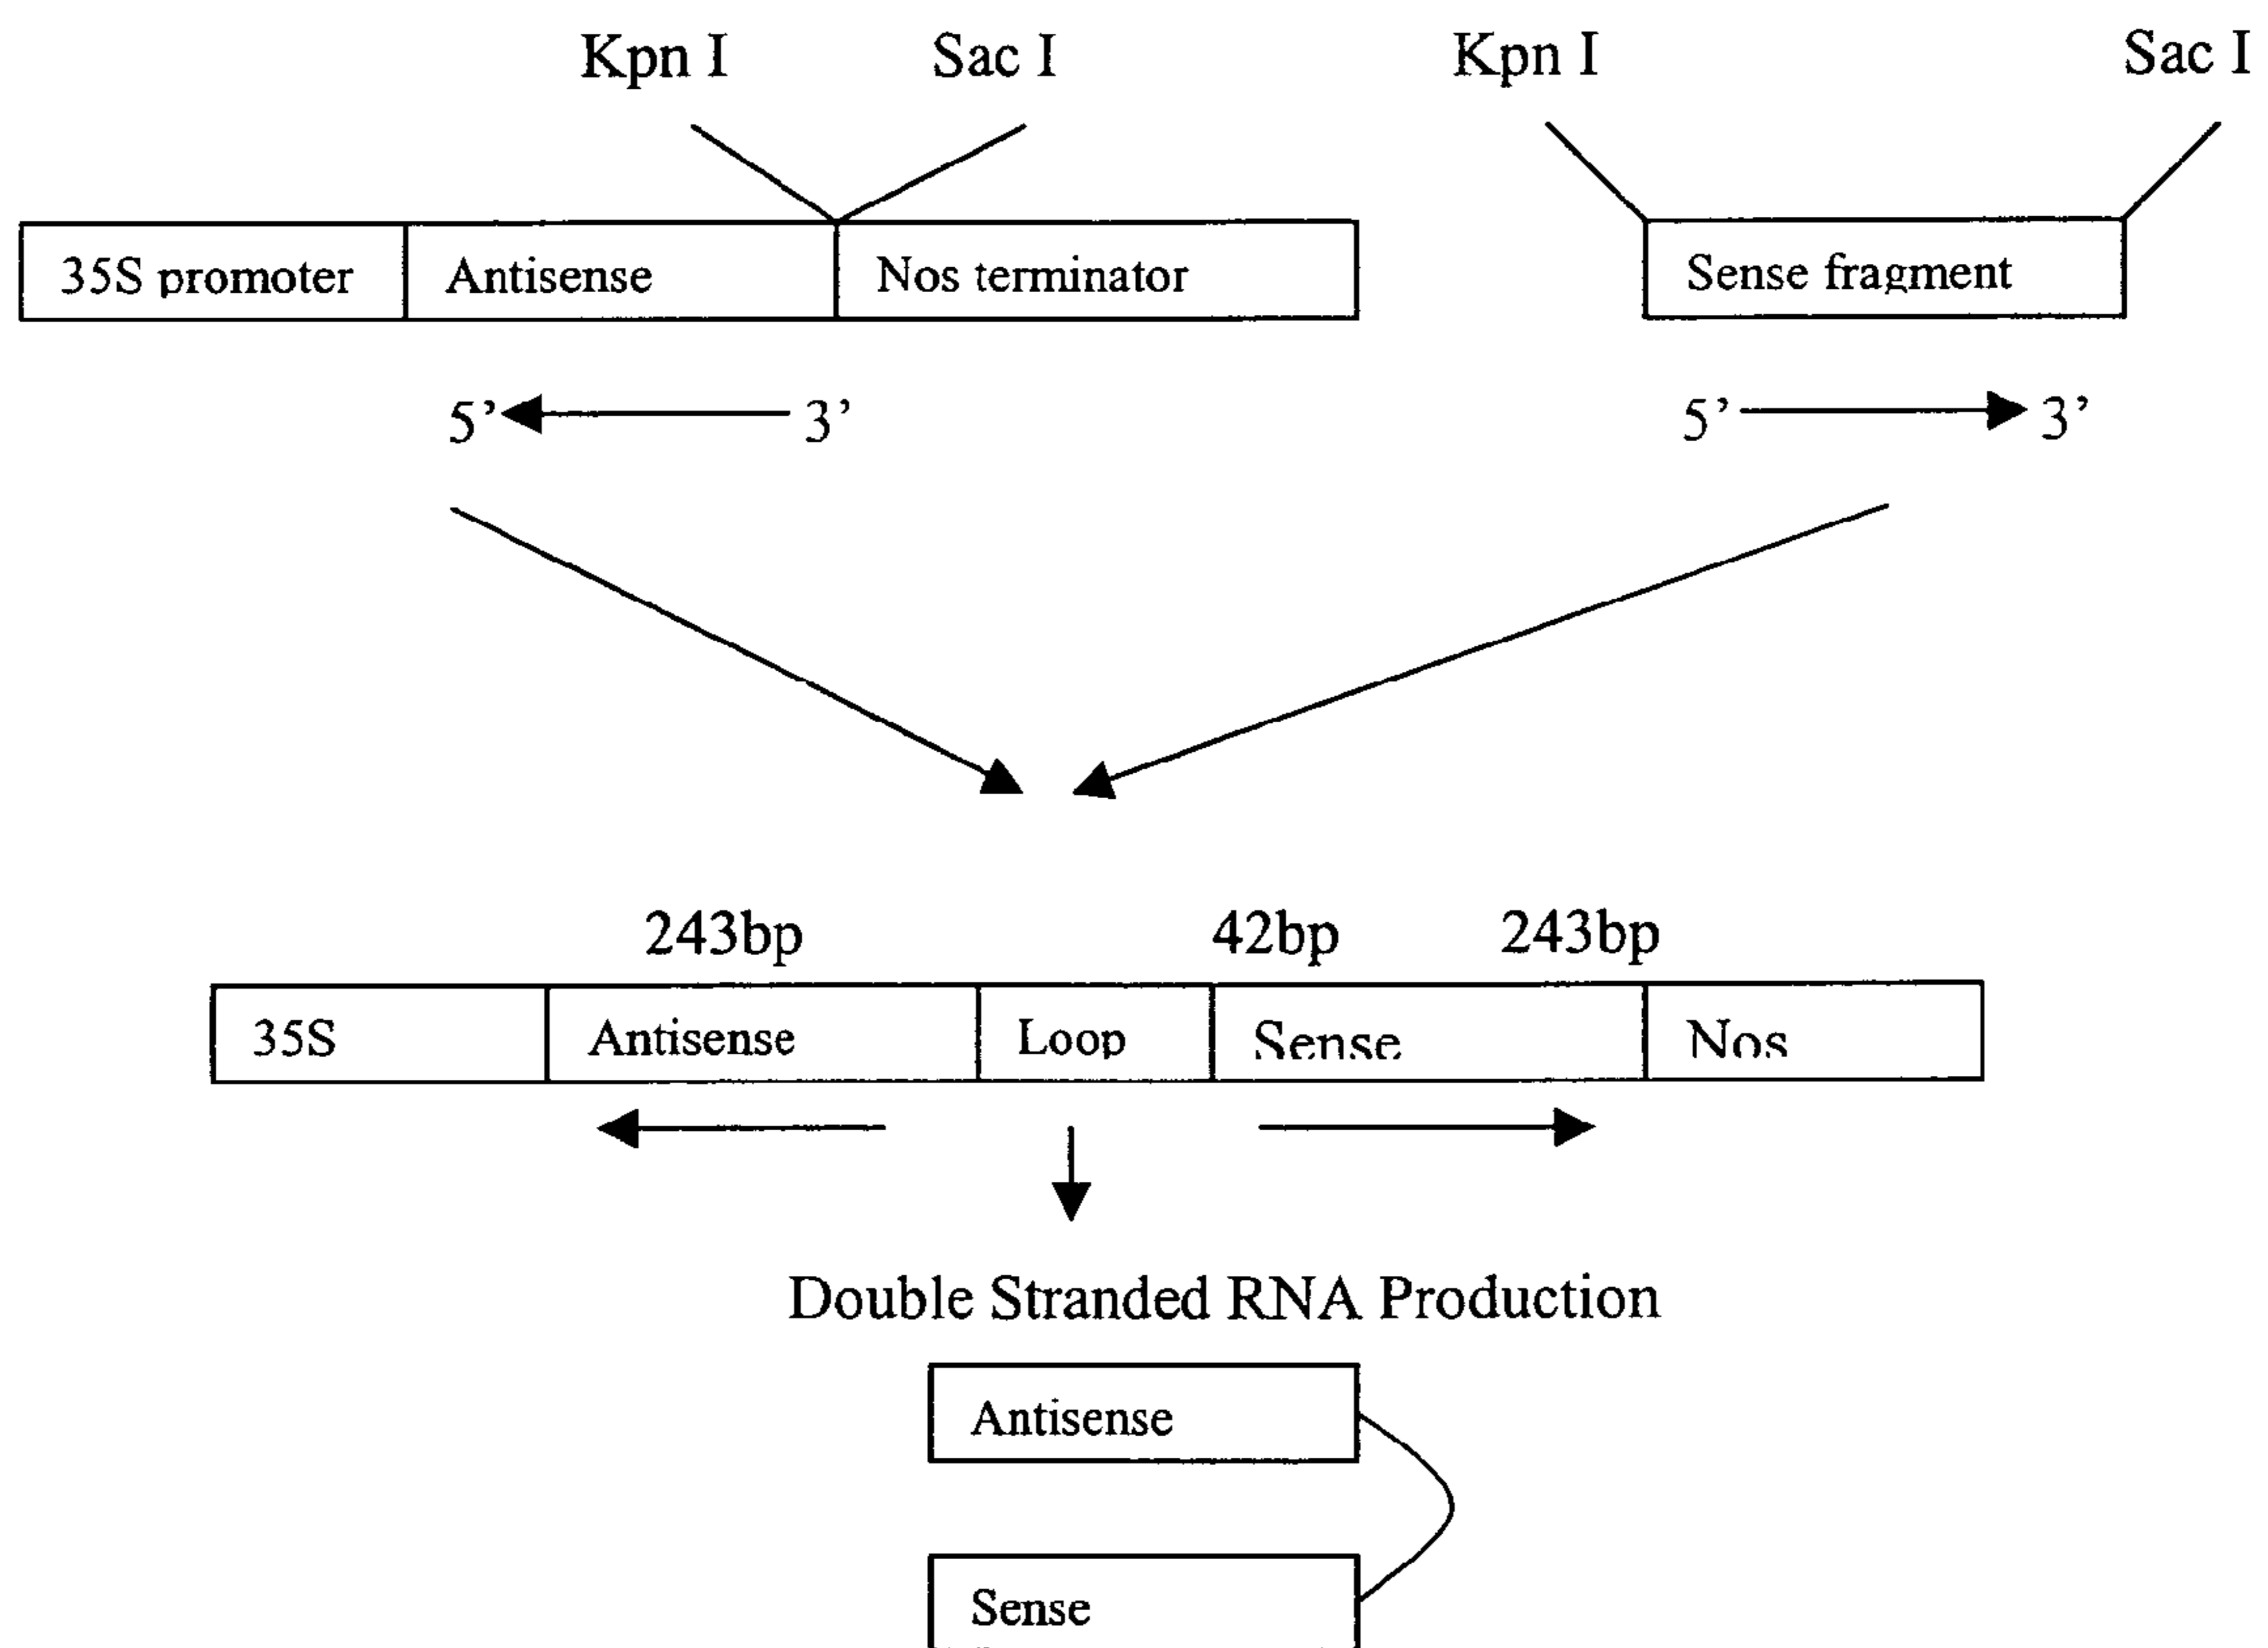 Kpn I Sac I Kpn I Sac I
35S promoter Antisense Nos terminator Sense fragment
5’ 3’ 5’ 3’
243bp 42bp 243bp
35S Antisense Loop Sense Nos
Double Stranded RNA Production
Antisense
Sense